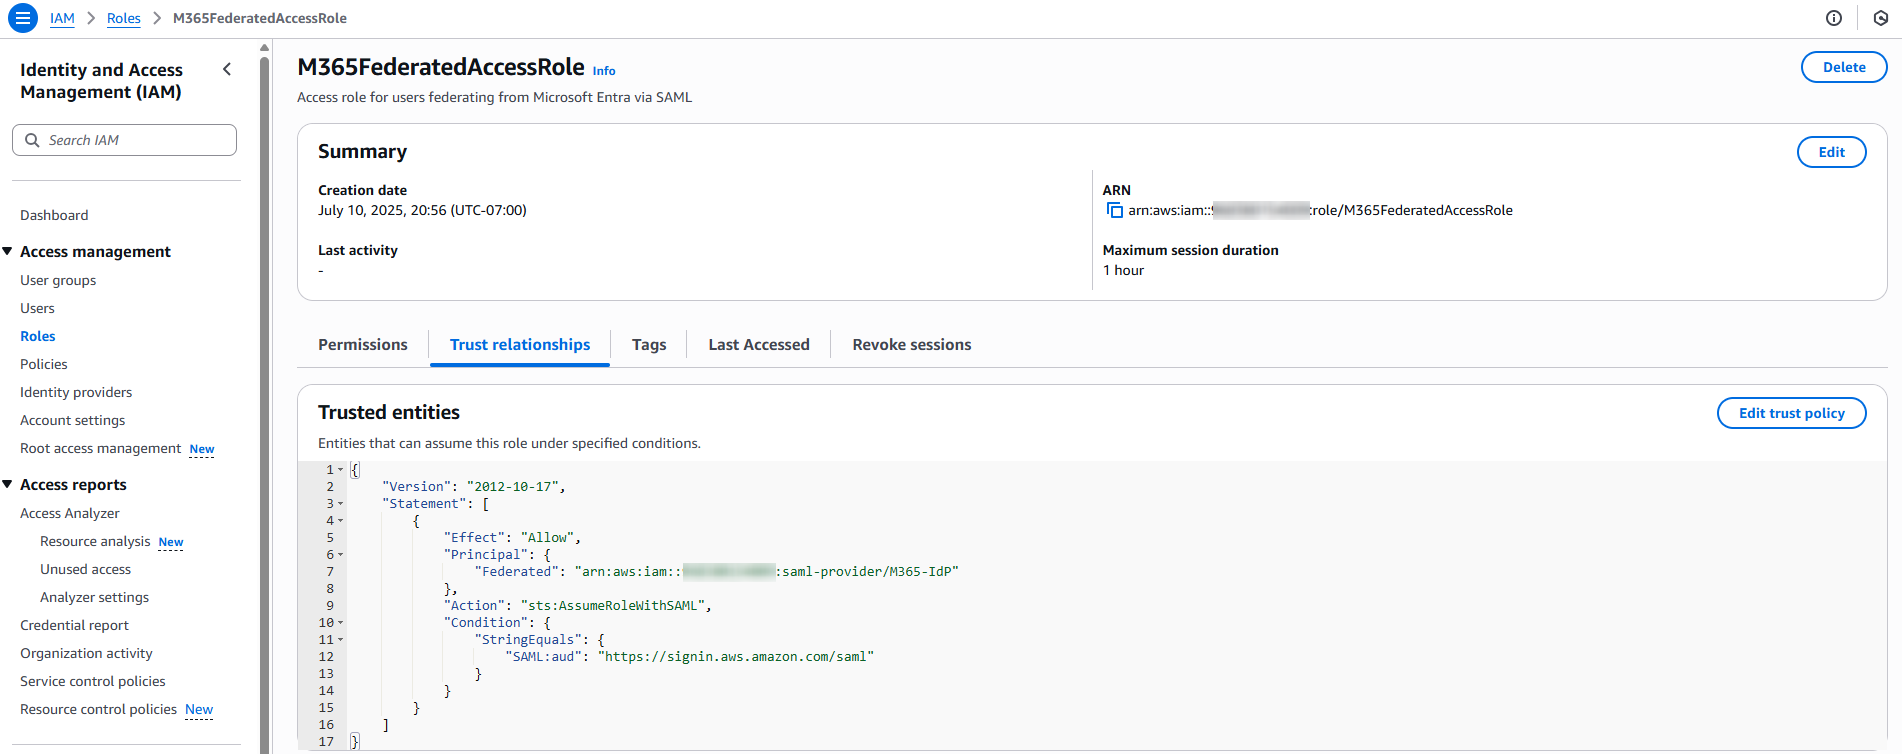 IAM > Roles > M365FederatedAccessRole
Identity and Access
Management (IAM)
Search IAM
Dashboard
Access management
User groups
Users
Roles
Policies
Identity providers
Account settings
Root access management New
Access reports
Access Analyzer
Resource analysis New
Unused access
Analyzer settings
Credential report
Organization activity
Service control policies
Resource control policies New
M365FederatedAccessRole Info
Delete
Access role for users federating from Microsoft Entra via SAML
Summary
Edit
Creation date
July 10, 2025, 20:56 (UTC-07:00)
ARN
arn:aws:iam:: :role/M365FederatedAccessRole
Last activity
-
Maximum session duration
1 hour
Permissions
Trust relationships
Tags
Last Accessed
Revoke sessions
Trusted entities
Edit trust policy
Entities that can assume this role under specified conditions.
1 {
2 "Version": "2012-10-17",
3 "Statement": [
4 {
5 "Effect": "Allow",
6 "Principal": {
7 "Federated": "arn:aws:iam:: :saml-provider/M365-IdP"
8 },
9 "Action": "sts:AssumeRoleWithSAML",
10 "Condition": {
11 "StringEquals": {
12 "SAML:aud": "https://signin.aws.amazon.com/saml"
13 }
14 }
15 }
16 ]
17 }